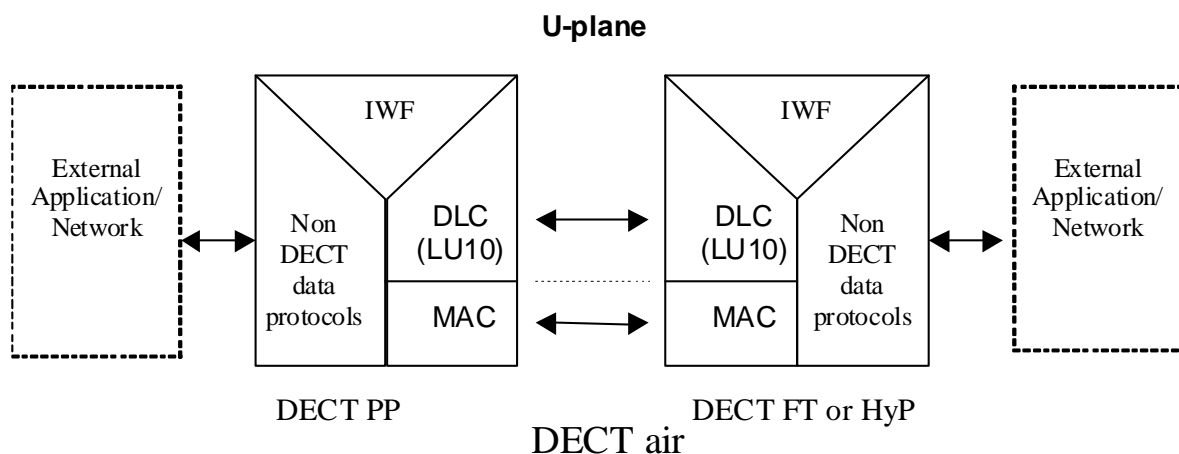 U-plane
External
Application/
Network
IWF
Non
DECT
data
protocols
DLC
(LU10)
MAC
IWF
DLC
(LU10)
MAC
Non
DECT
data
protocols
External
Application/
Network
DECT PP
DECT FT or HyP
DECT air